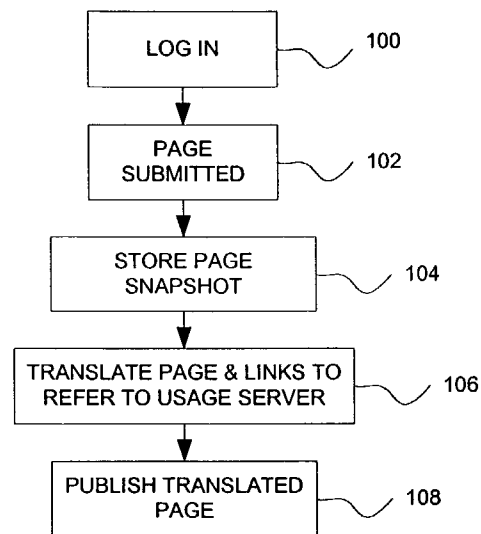 LOG IN
100
PAGE
SUBMITTED
102
STORE PAGE
SNAPSHOT
104
TRANSLATE PAGE & LINKS TO
REFER TO USAGE SERVER
106
PUBLISH TRANSLATED
PAGE
108